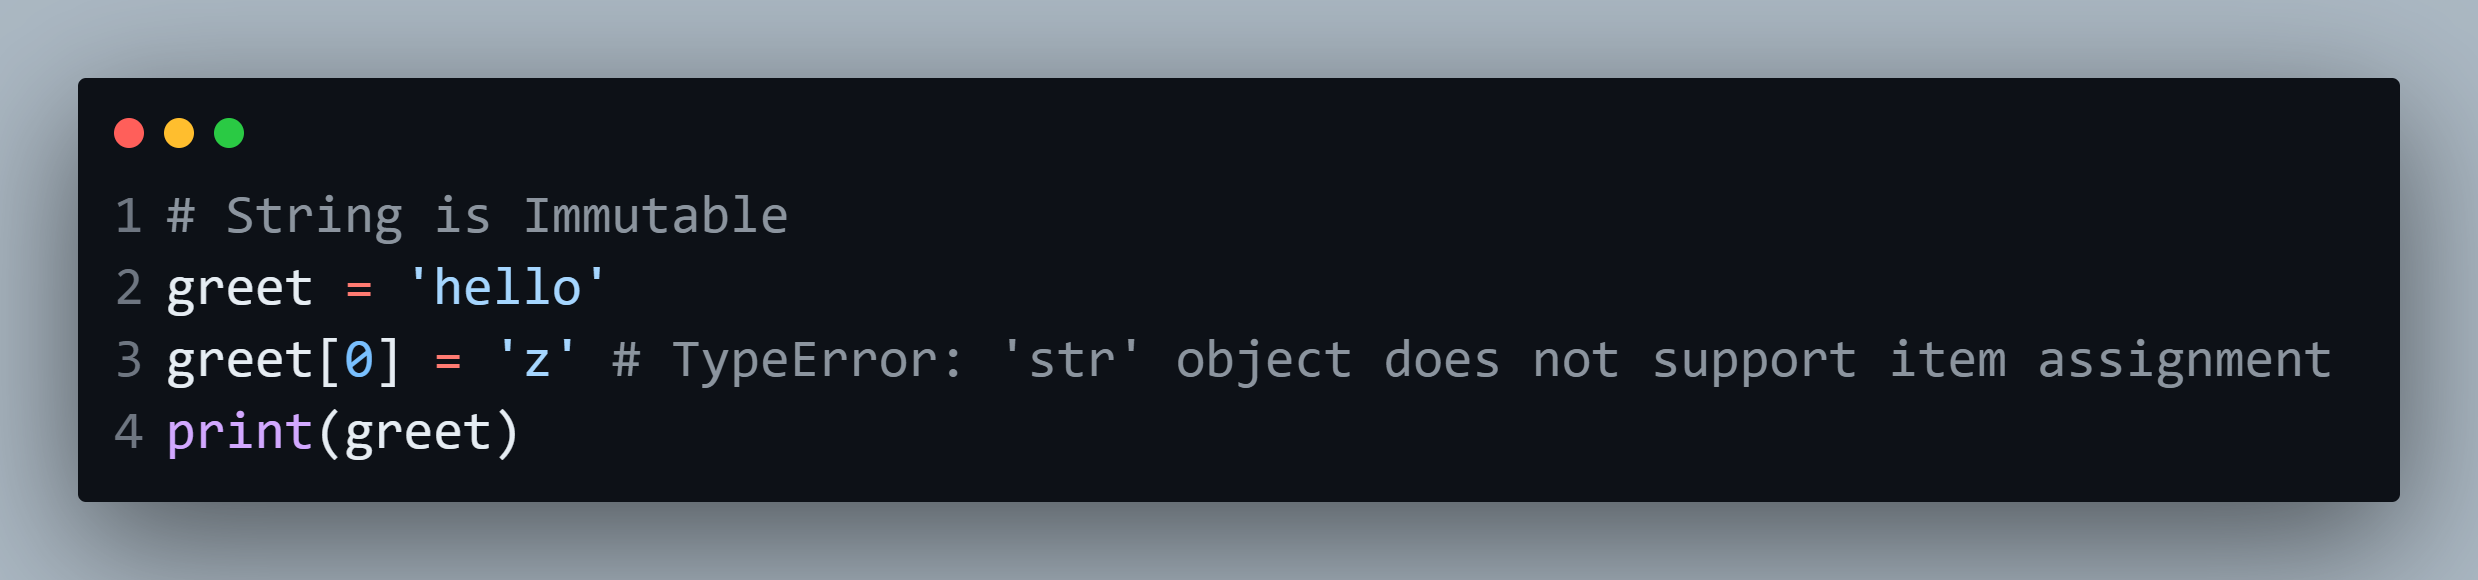 1 # String is Immutable
2 greet = 'hello'
3 greet[0] = 'z' # TypeError: 'str' object does not support item assignment
4 print(greet)